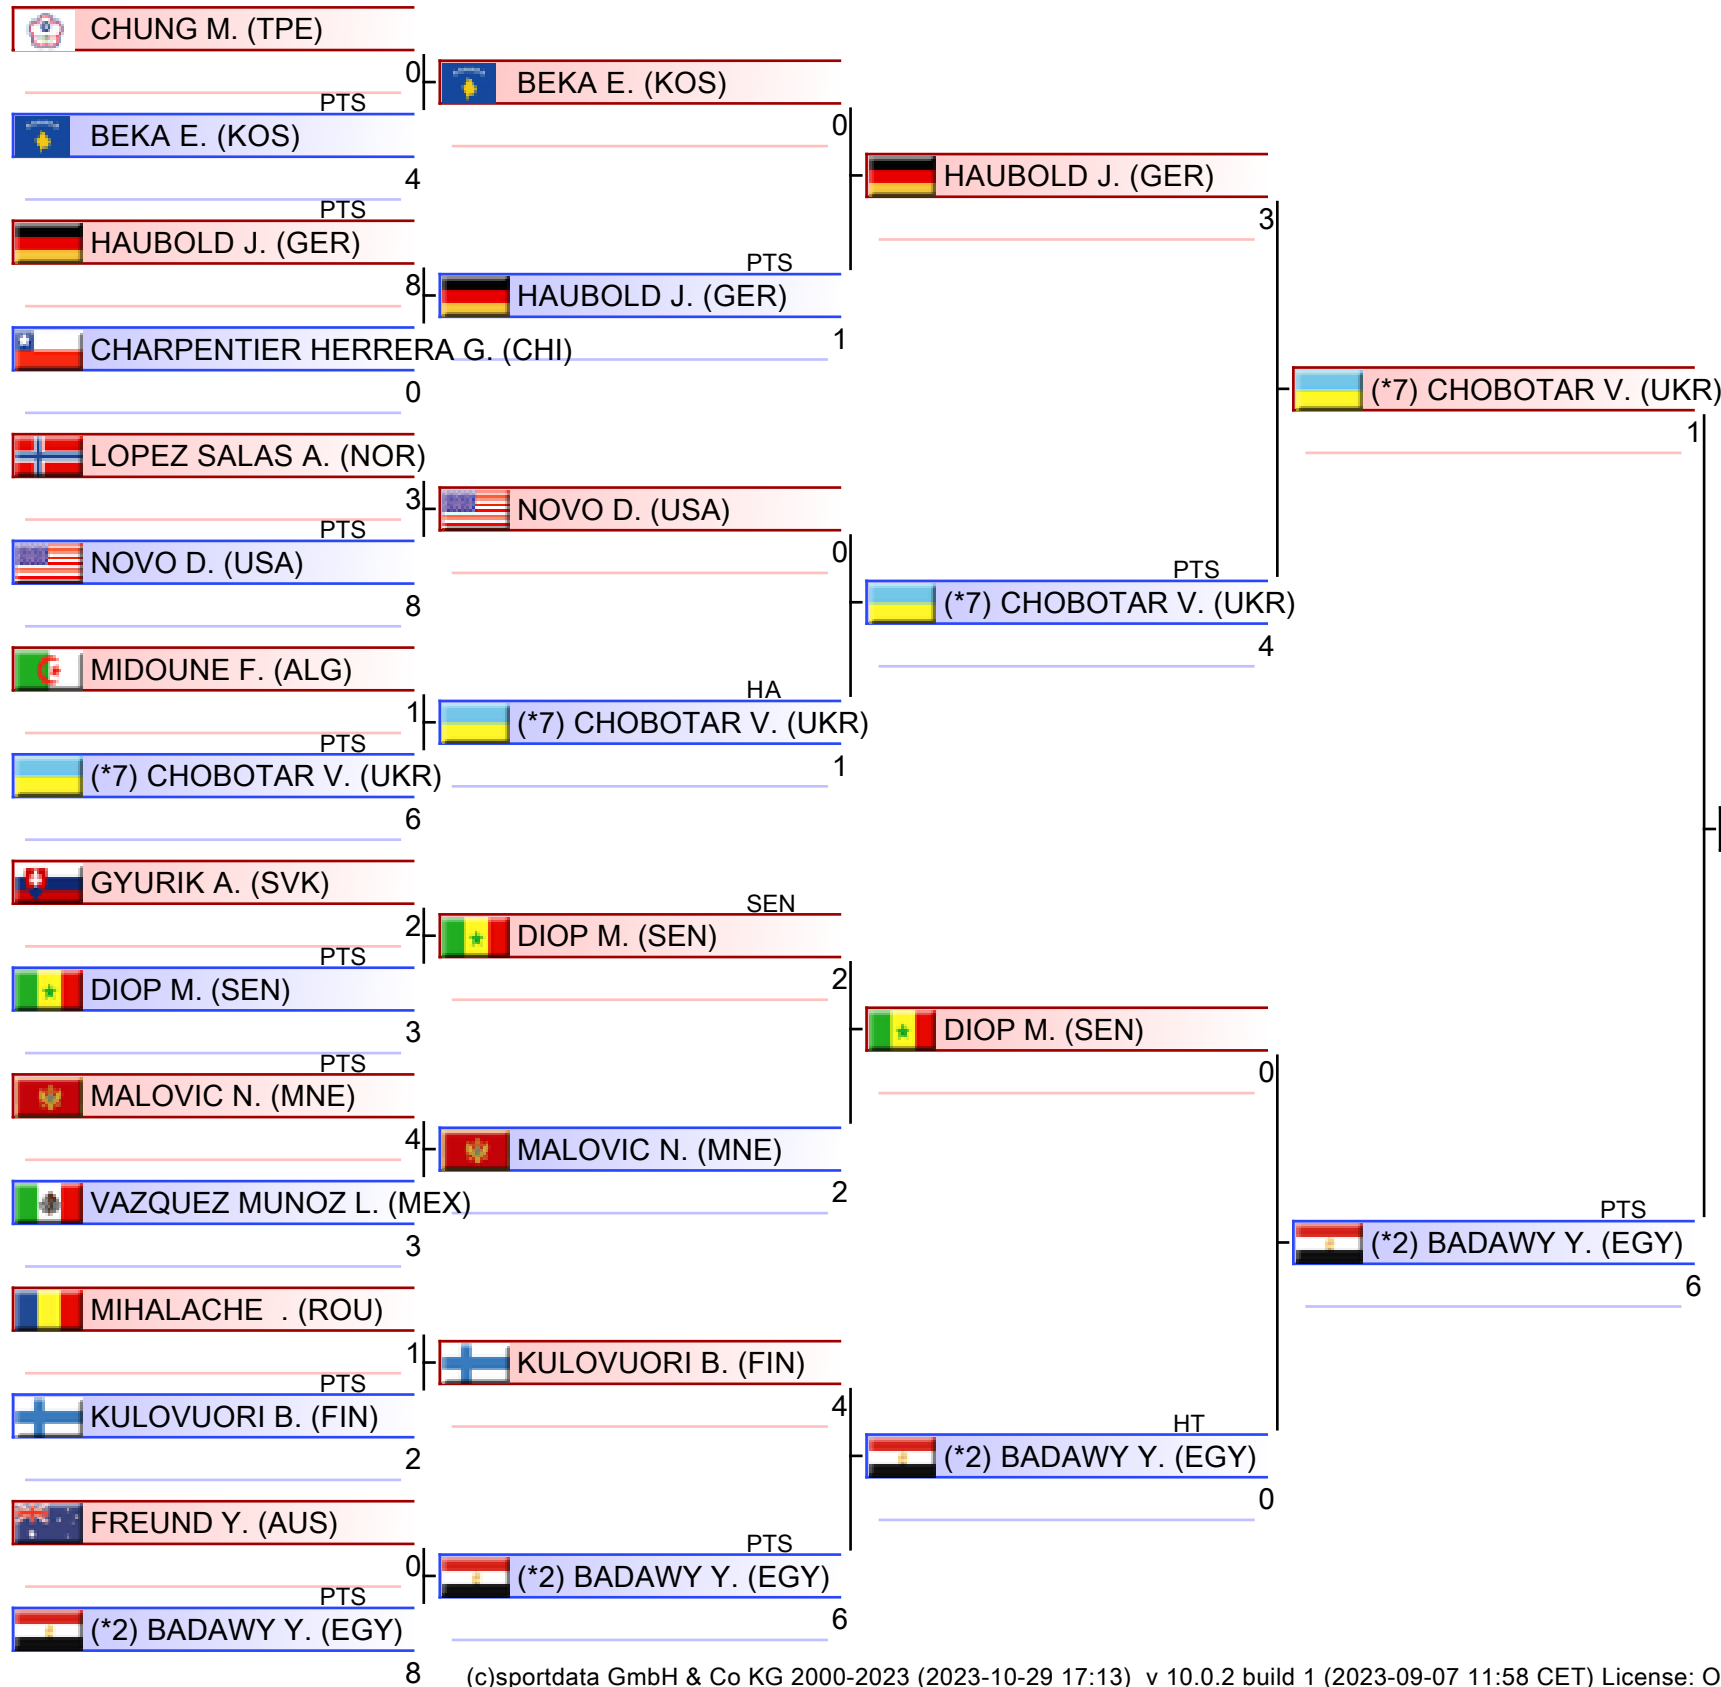 CHUNG M. (TPE)
0
BEKA E. (KOS)
PTS
BEKA E. (KOS)
0
4
HAUBOLD J. (GER)
PTS
3
HAUBOLD J. (GER)
PTS
8
HAUBOLD J. (GER)
CHARPENTIER HERRERA G. (CHI)
1
0
(*7) CHOBOTAR V. (UKR)
1
LOPEZ SALAS A. (NOR)
3
NOVO D. (USA)
PTS
NOVO D. (USA)
0
PTS
8
(*7) CHOBOTAR V. (UKR)
4
MIDOUNE F. (ALG)
HA
1
(*7) CHOBOTAR V. (UKR)
PTS
(*7) CHOBOTAR V. (UKR)
1
6
GYURIK A. (SVK)
SEN
2
DIOP M. (SEN)
PTS
DIOP M. (SEN)
2
3
DIOP M. (SEN)
PTS
0
MALOVIC N. (MNE)
4
MALOVIC N. (MNE)
VAZQUEZ MUNOZ L. (MEX)
2
PTS
3
(*2) BADAWY Y. (EGY)
6
MIHALACHE . (ROU)
1
KULOVUORI B. (FIN)
PTS
KULOVUORI B. (FIN)
4
HT
2
(*2) BADAWY Y. (EGY)
0
FREUND Y. (AUS)
PTS
0
(*2) BADAWY Y. (EGY)
PTS
(*2) BADAWY Y. (EGY)
6
8
(c)sportdata GmbH & Co KG 2000-2023 (2023-10-29 17:13) v 10.0.2 build 1 (2023-09-07 11:58 CET) License: O